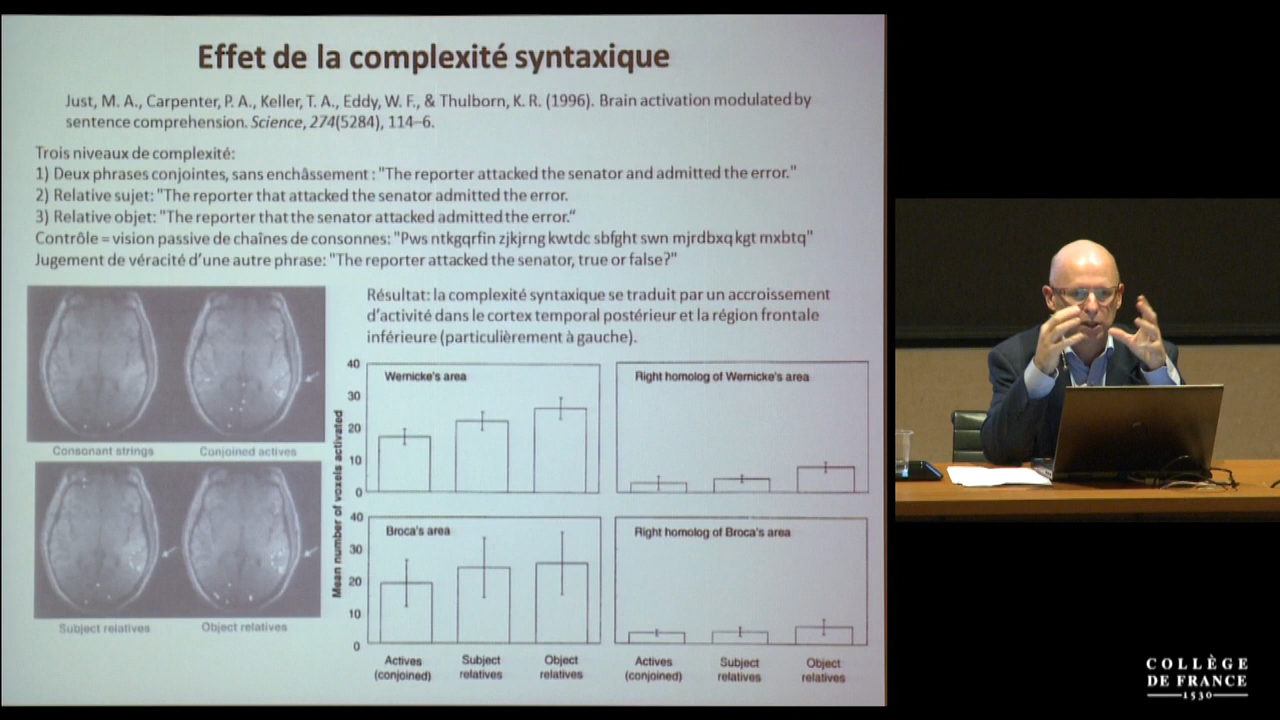 Effet de la complexité syntaxique
Just, M. A., Carpenter, P. A., Keller, T. A., Eddy, W. F., & Thulborn, K. R. (1996). Brain activation modulated by
sentence comprehension. Science, 274(5284), 114–6.
Trois niveaux de complexité:
1) Deux phrases conjointes, sans enchâssement : "The reporter attacked the senator and admitted the error."
2) Relative sujet: "The reporter that attacked the senator admitted the error.
3) Relative objet: "The reporter that the senator attacked admitted the error."
Contrôle = vision passive de chaînes de consonnes: "Pws ntkgqrfin zjkjrng kwtdc sbfght swn mjrdbxq kgt mxbtq"
Jugement de véracité d'une autre phrase: "The reporter attacked the senator, true or false?"
Résultat: la complexité syntaxique se traduit par un accroissement
d'activité dans le cortex temporal postérieur et la région frontale
inférieure (particulièrement à gauche).
Consonant strings
Conjoined actives
Subject relatives
Object relatives
Mean number of voxels activated
40
30
20
10
0
Wernicke's area
Right homolog of Wernicke's area
40
30
20
10
0
Broca's area
Right homolog of Broca's area
Actives
(conjoined)
Subject
relatives
Object
relatives
Actives
(conjoined)
Subject
relatives
Object
relatives
COLLÈGE
DE FRANCE
1530